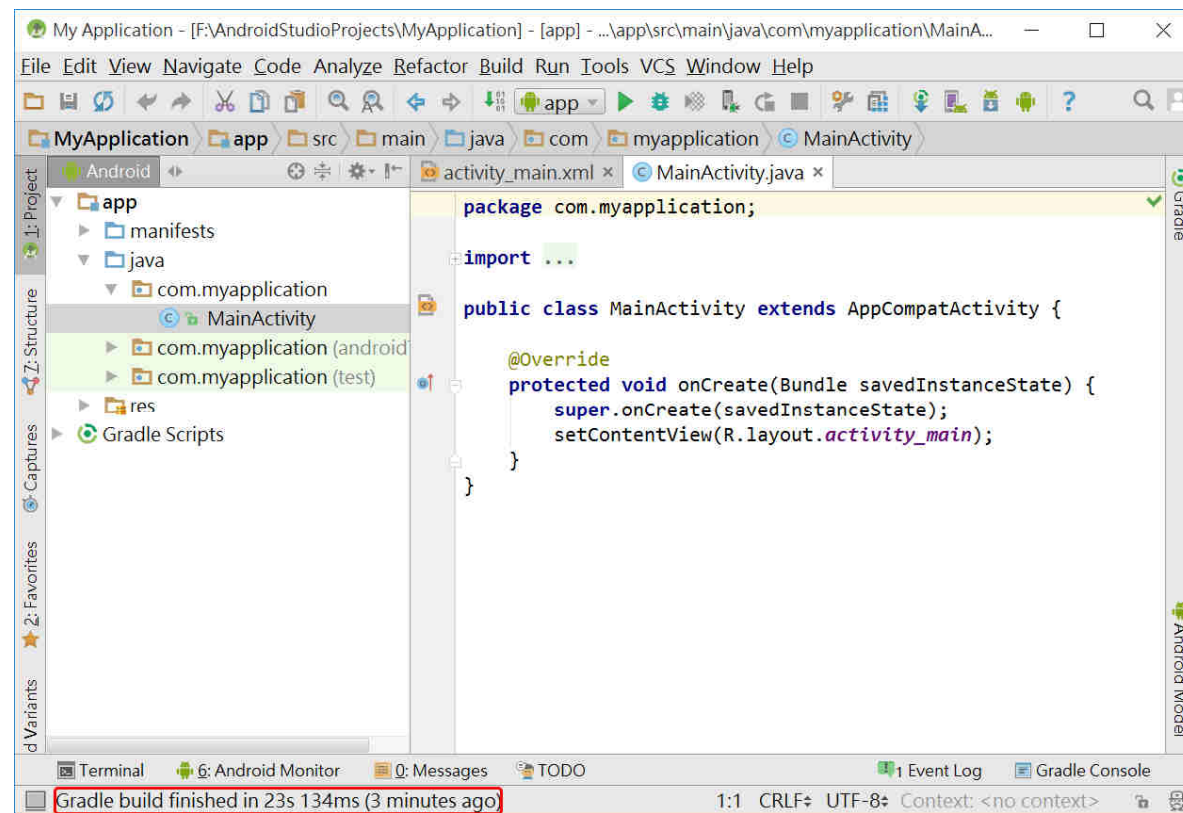 My Application - [F:\AndroidStudioProjects\MyApplication] - [app] - ...\app\src\main\java\com\myapplication\MainA...
File Edit View Navigate Code Analyze Refactor Build Run Tools VCS Window Help
app
MyApplication app src main java com myapplication MainActivity
Android
activity_main.xml MainActivity.java
1: Project
Z: Structure
Captures
2: Favorites
d Variants
app
manifests
java
com.myapplication
MainActivity
com.myapplication (android
com.myapplication (test)
res
Gradle Scripts
package com.myapplication;
import ...
public class MainActivity extends AppCompatActivity {
@Override
protected void onCreate(Bundle savedInstanceState) {
super.onCreate(savedInstanceState);
setContentView(R.layout.activity_main);
}
}
Gradle
Android Model
Terminal 6: Android Monitor 0: Messages TODO 1 Event Log Gradle Console
Gradle build finished in 23s 134ms (3 minutes ago) 1:1 CRLF UTF-8 Context: <no context>